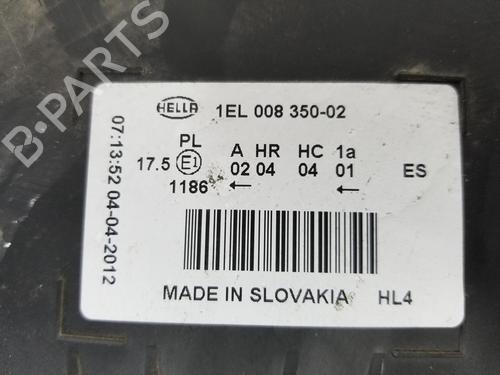 HELLA 1EL 008 350-02
PL A HR HC 1a
17.5 E1 02 04 04 01 ES
1186 ← ←
MADE IN SLOVAKIA HL4
07:13:52 04-04-2012
B